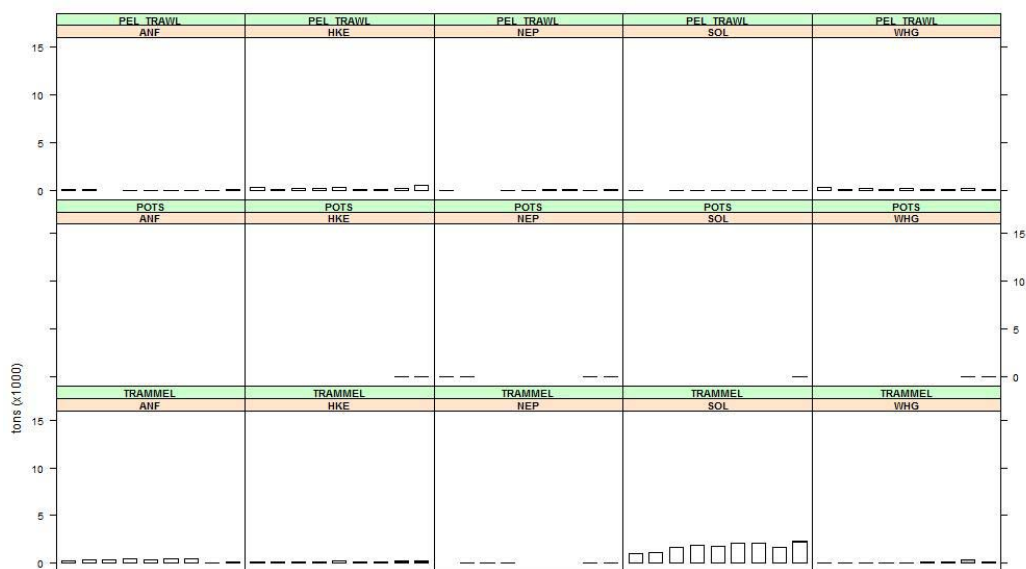 PEL_TRAWL PEL_TRAWL PEL_TRAWL PEL_TRAWL PEL_TRAWL
ANF HKE NEP SOL WHG
15
10
5
0
POTS POTS POTS POTS POTS
ANF HKE NEP SOL WHG
15
10
5
0
tons (x1000)
TRAMMEL TRAMMEL TRAMMEL TRAMMEL TRAMMEL
ANF HKE NEP SOL WHG
15
10
5
0